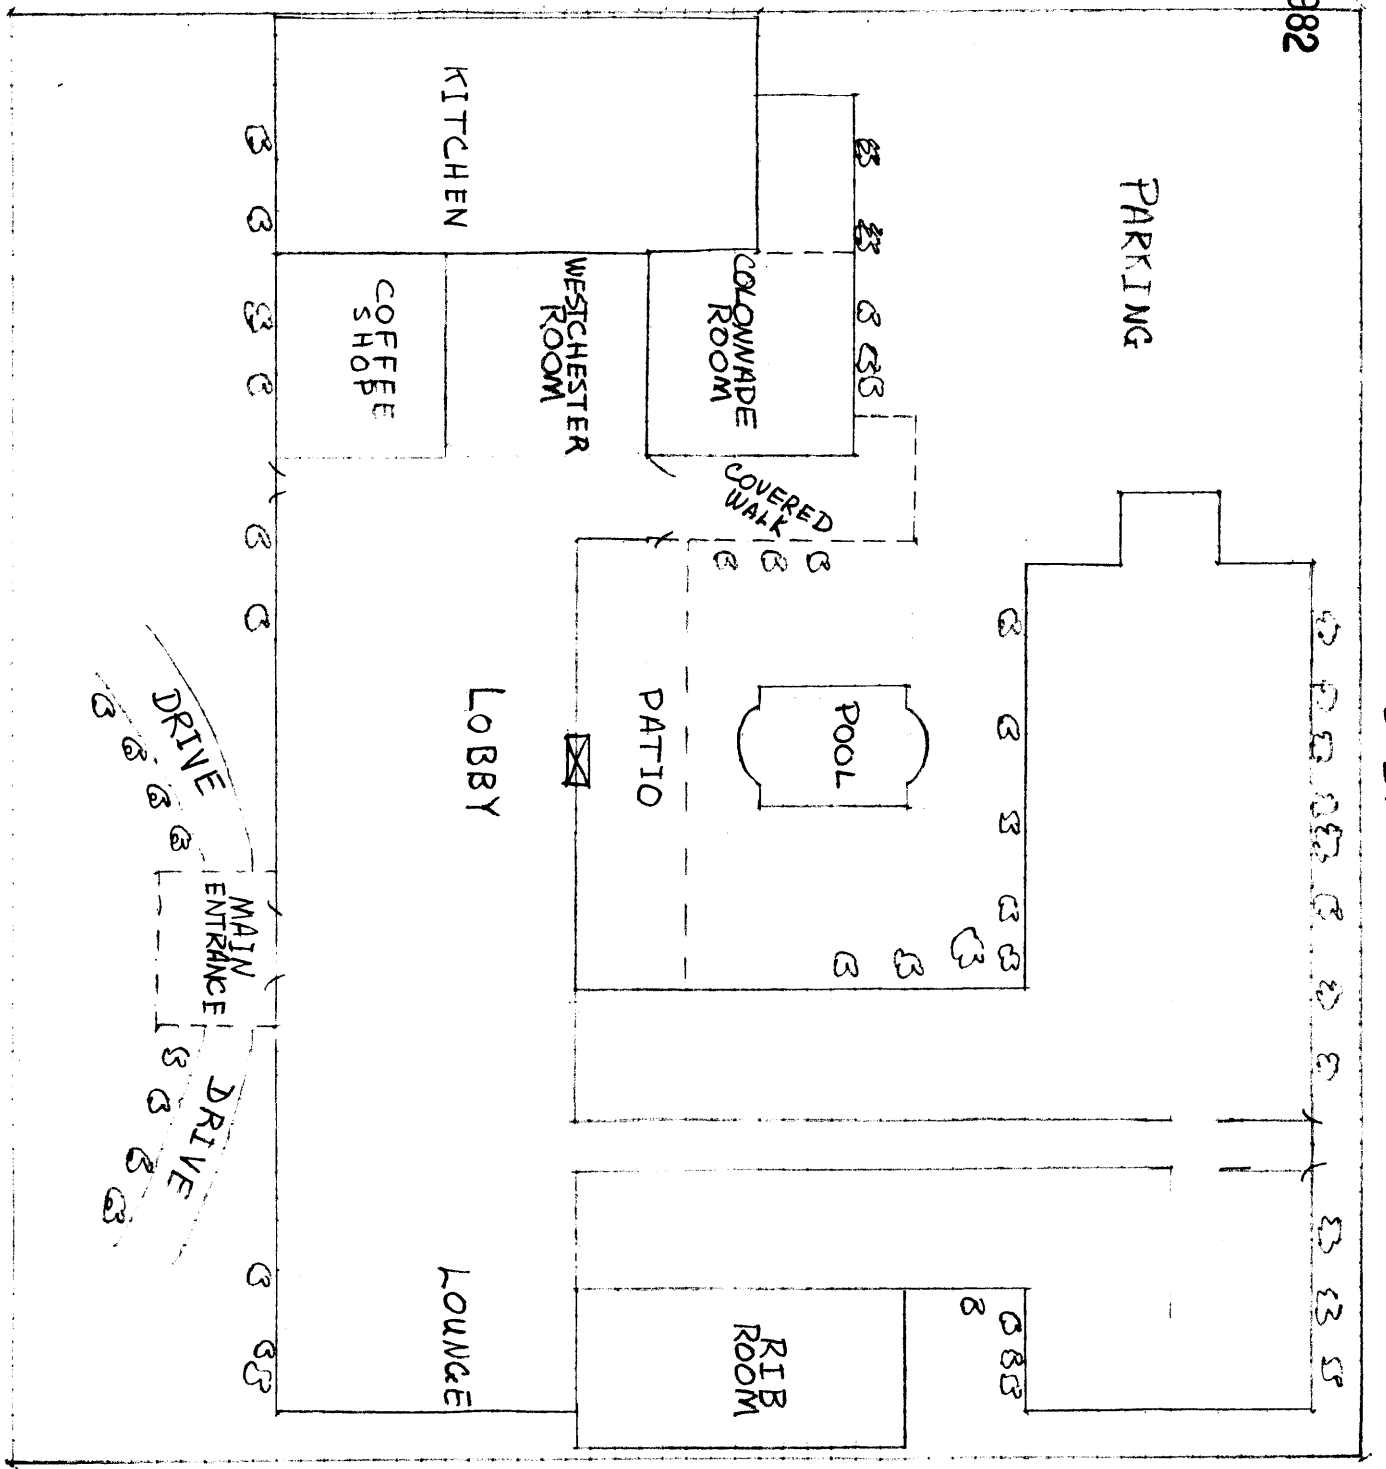 982
PARKING
KITCHEN
COLONNADE
ROOM
WESTCHESTER
ROOM
COFFEE
SHOP
COVERED
WALK
POOL
PATIO
LOBBY
DRIVE
MAIN
ENTRANCE
DRIVE
RIB
ROOM
LOUNGE